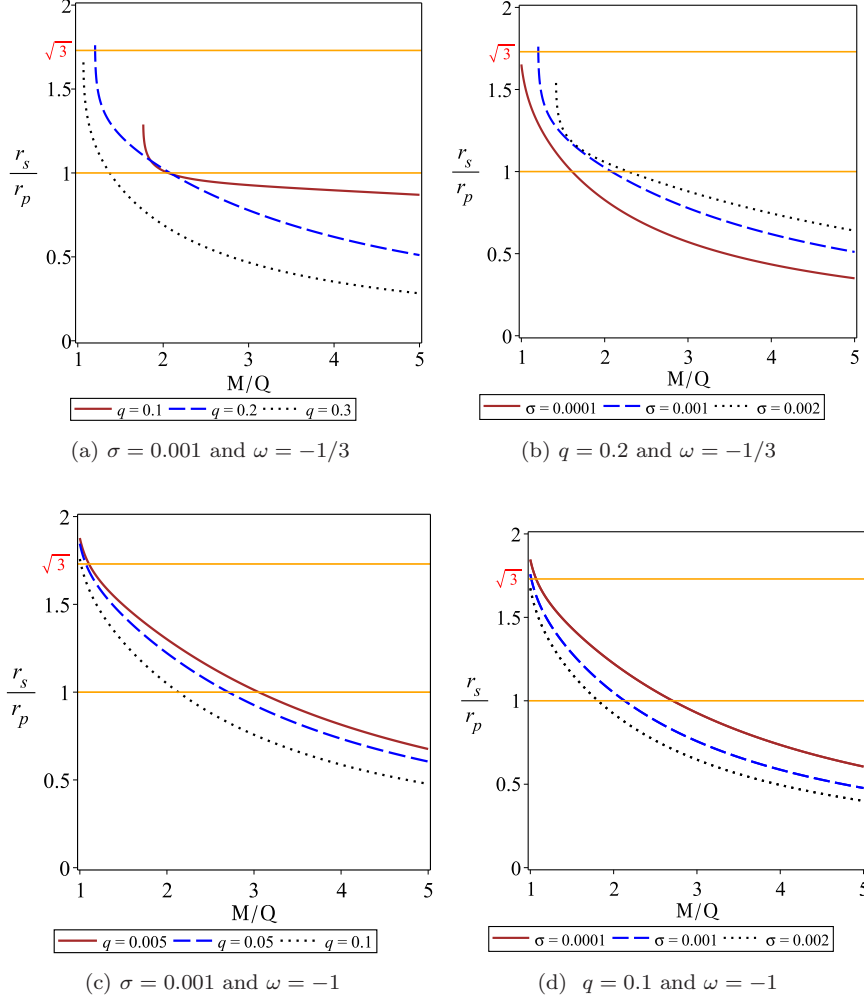 √3
1.5
r_s
r_p
1
0.5
0
1 2 3 4 5
M/Q
q = 0.1 q = 0.2 q = 0.3
(a) σ = 0.001 and ω = −1/3
2
√3
1.5
r_s
r_p
1
0.5
0
1 2 3 4 5
M/Q
σ = 0.0001 σ = 0.001 σ = 0.002
(b) q = 0.2 and ω = −1/3
2
√3
1.5
r_s
r_p
1
0.5
0
1 2 3 4 5
M/Q
q = 0.005 q = 0.05 q = 0.1
(c) σ = 0.001 and ω = −1
2
√3
1.5
r_s
r_p
1
0.5
0
1 2 3 4 5
M/Q
σ = 0.0001 σ = 0.001 σ = 0.002
(d) q = 0.1 and ω = −1